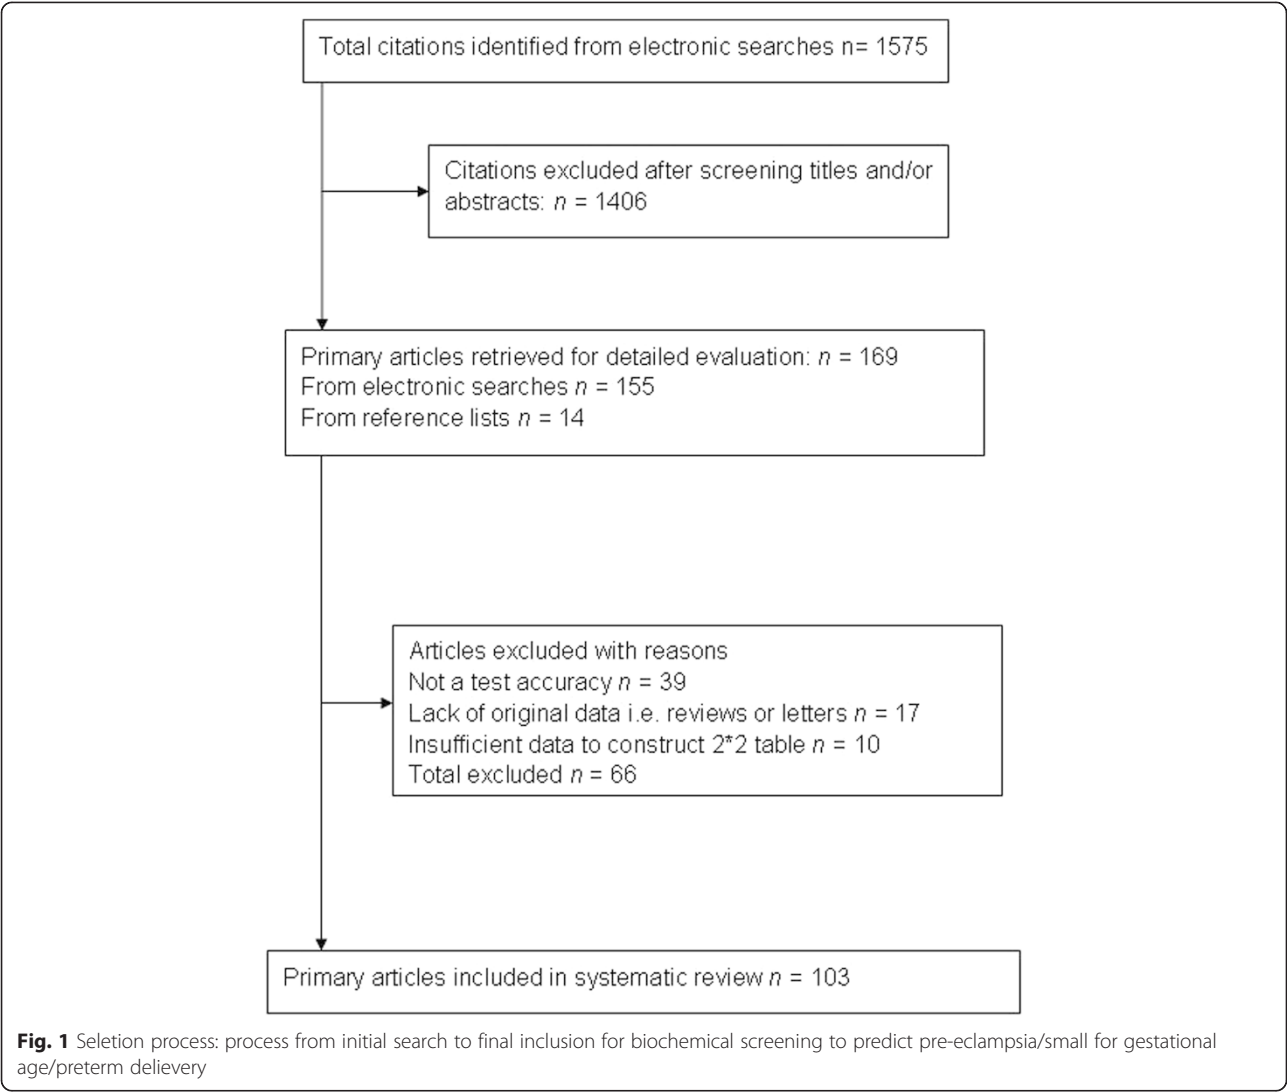 Total citations identified from electronic searches n= 1575
Citations excluded after screening titles and/or
abstracts: n = 1406
Primary articles retrieved for detailed evaluation: n = 169
From electronic searches n = 155
From reference lists n = 14
Articles excluded with reasons
Not a test accuracy n = 39
Lack of original data i.e. reviews or letters n = 17
Insufficient data to construct 2*2 table n = 10
Total excluded n = 66
Primary articles included in systematic review n = 103
Fig. 1 Seletion process: process from initial search to final inclusion for biochemical screening to predict pre-eclampsia/small for gestational
age/preterm delievery